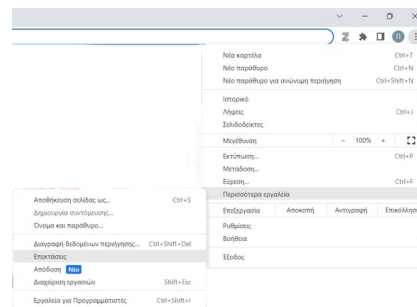 Νέα καρτέλα Ctrl+T
Νέο παράθυρο Ctrl+N
Νέο παράθυρο για ανώνυμη περιήγηση Ctrl+Shift+N
Ιστορικό
Λήψεις Ctrl+J
Σελιδοδείκτες
Μεγέθυνση - 100% +
Εκτύπωση... Ctrl+P
Μετάδοση...
Εύρεση... Ctrl+F
Περισσότερα εργαλεία
Επεξεργασία Αποκοπή Αντιγραφή Επικόλληση
Ρυθμίσεις
Βοήθεια
Έξοδος
Αποθήκευση σελίδας ως... Ctrl+S
Δημιουργία συντόμευσης...
Όνομα και παράθυρο...
Διαγραφή δεδομένων περιήγησης... Ctrl+Shift+Del
Επεκτάσεις
Απόδοση Νέο
Διαχείριση εργασιών Shift+Esc
Εργαλεία για Προγραμματιστές Ctrl+Shift+I